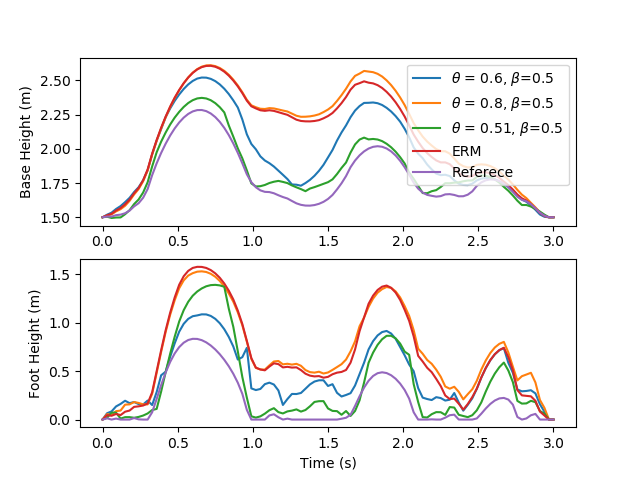 Base Height (m)
2.50
2.25
2.00
1.75
1.50
θ = 0.6, β=0.5
θ = 0.8, β=0.5
θ = 0.51, β=0.5
ERM
Referece
0.0 0.5 1.0 1.5 2.0 2.5 3.0
Foot Height (m)
1.5
1.0
0.5
0.0
0.0 0.5 1.0 1.5 2.0 2.5 3.0
Time (s)